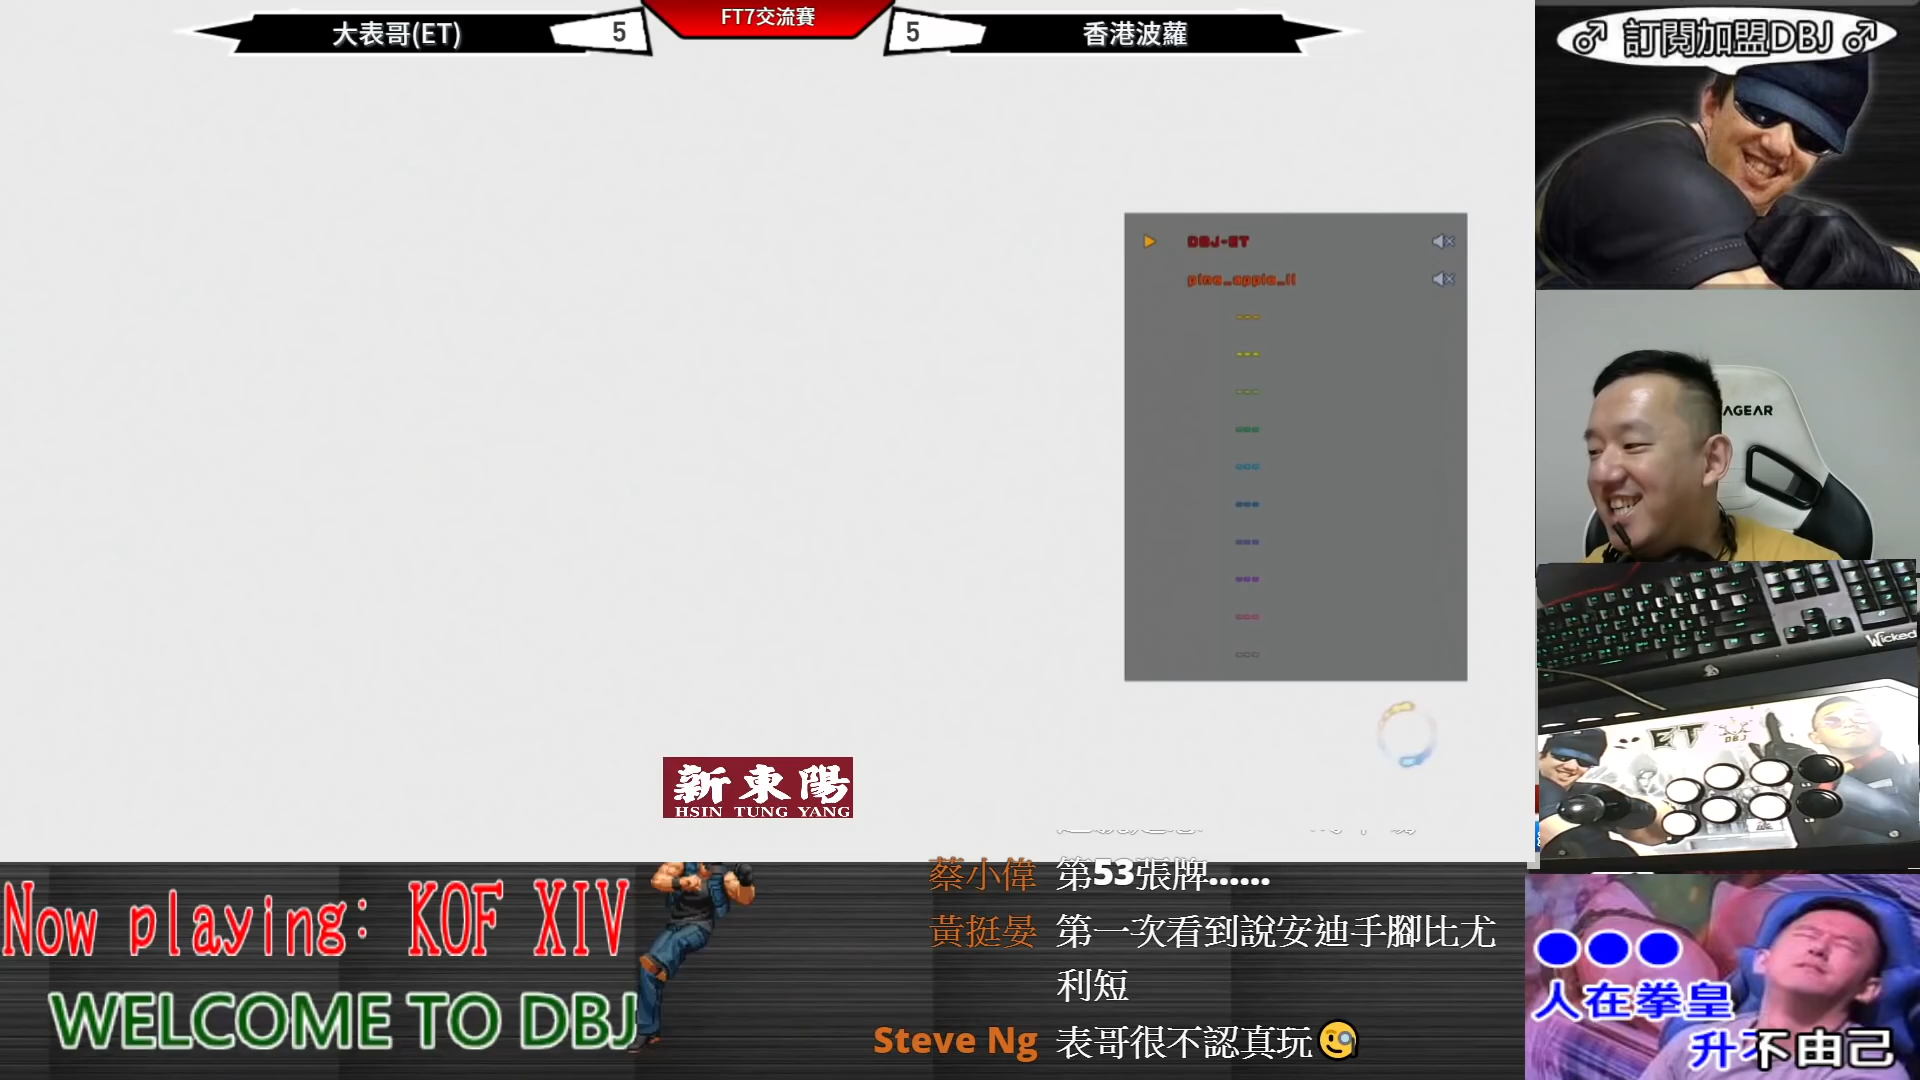 大表哥(ET)
5
FT7交流賽
5
香港波蘿
♂ 訂閱加盟DBJ ♂
DBJ-ET
AGEAR
Wicked
ET
DBJ
新東陽
HSIN TUNG YANG
蔡小偉 第53張牌......
黃挺晏 第一次看到說安迪手腳比尤
利短
Steve Ng 表哥很不認真玩🧐
Now playing: KOF XIV
WELCOME TO DBJ
人在拳皇
升不由己